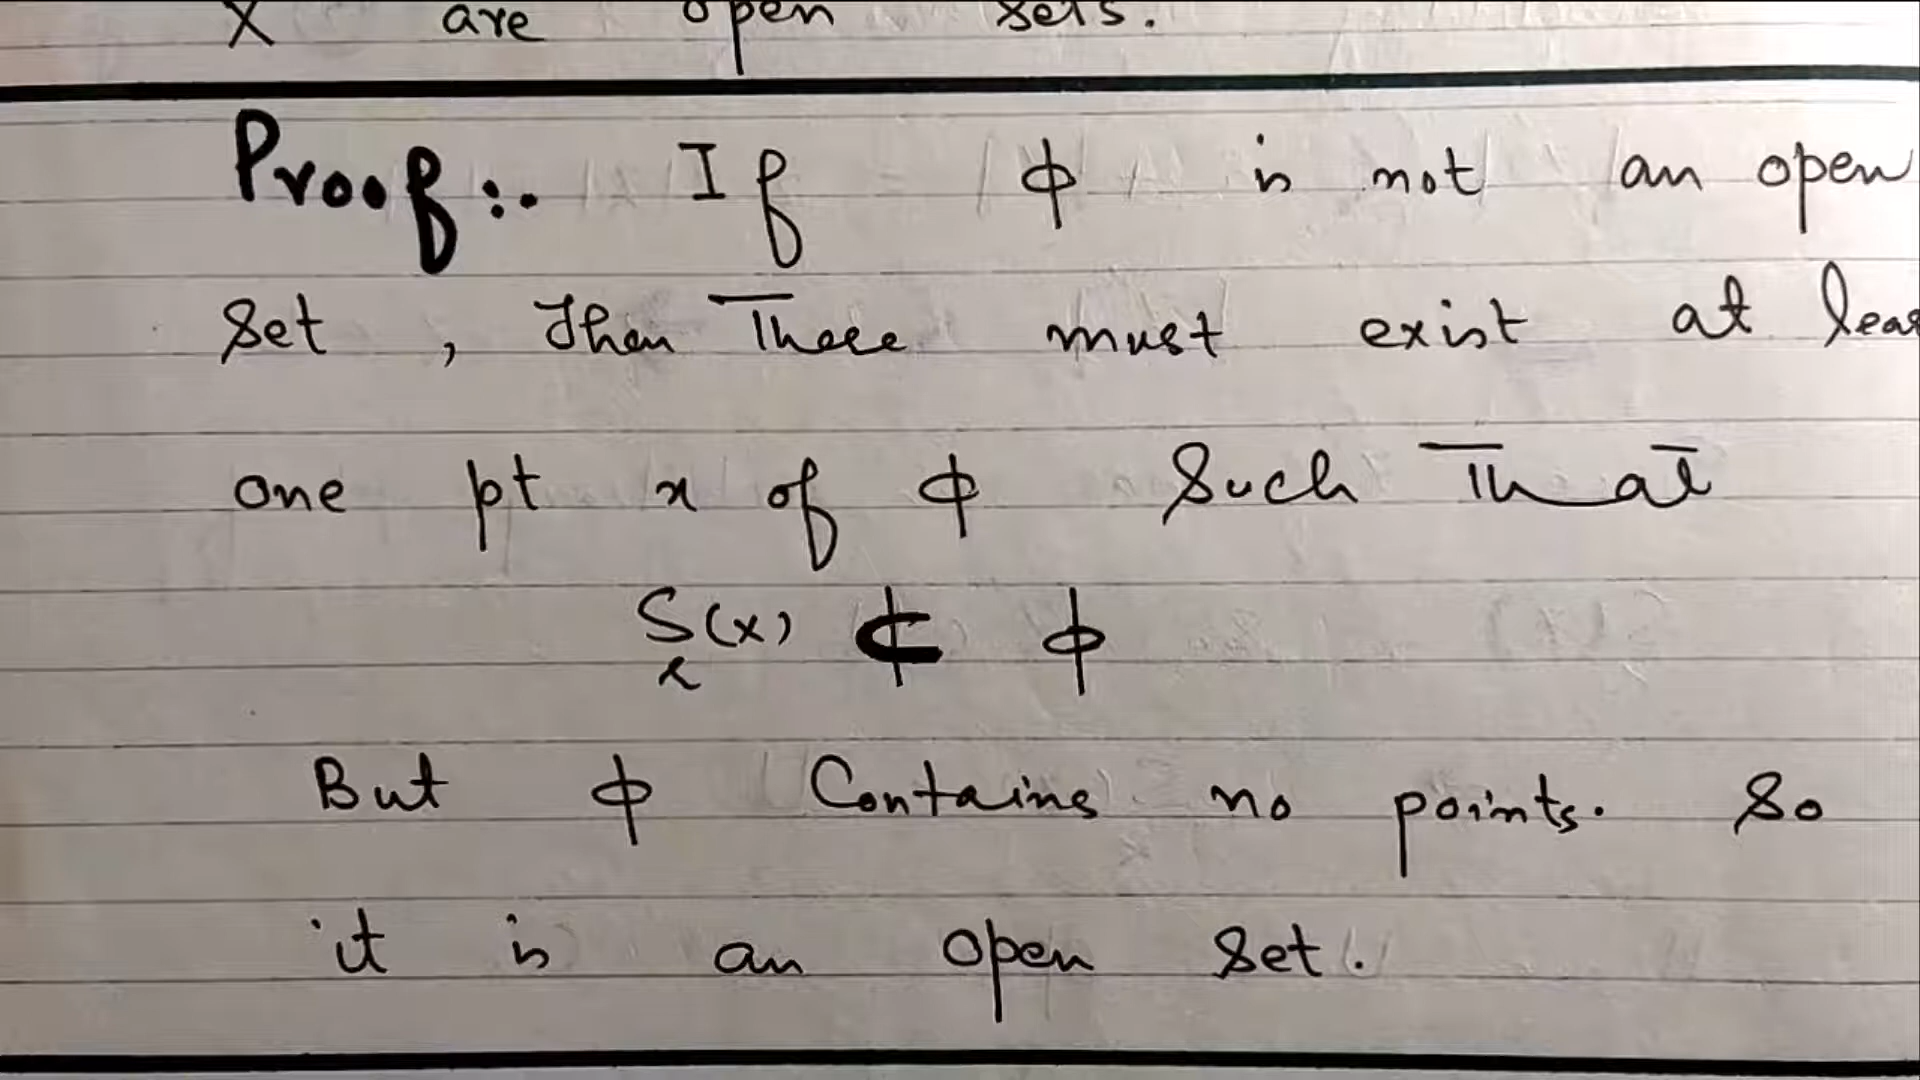 X are open sets.
Proof:. If ϕ is not an open
set, then There must exist at leas
one pt x of ϕ such That
S_r(x) ⊄ ϕ
But ϕ Contains no points. So
it is an open set.